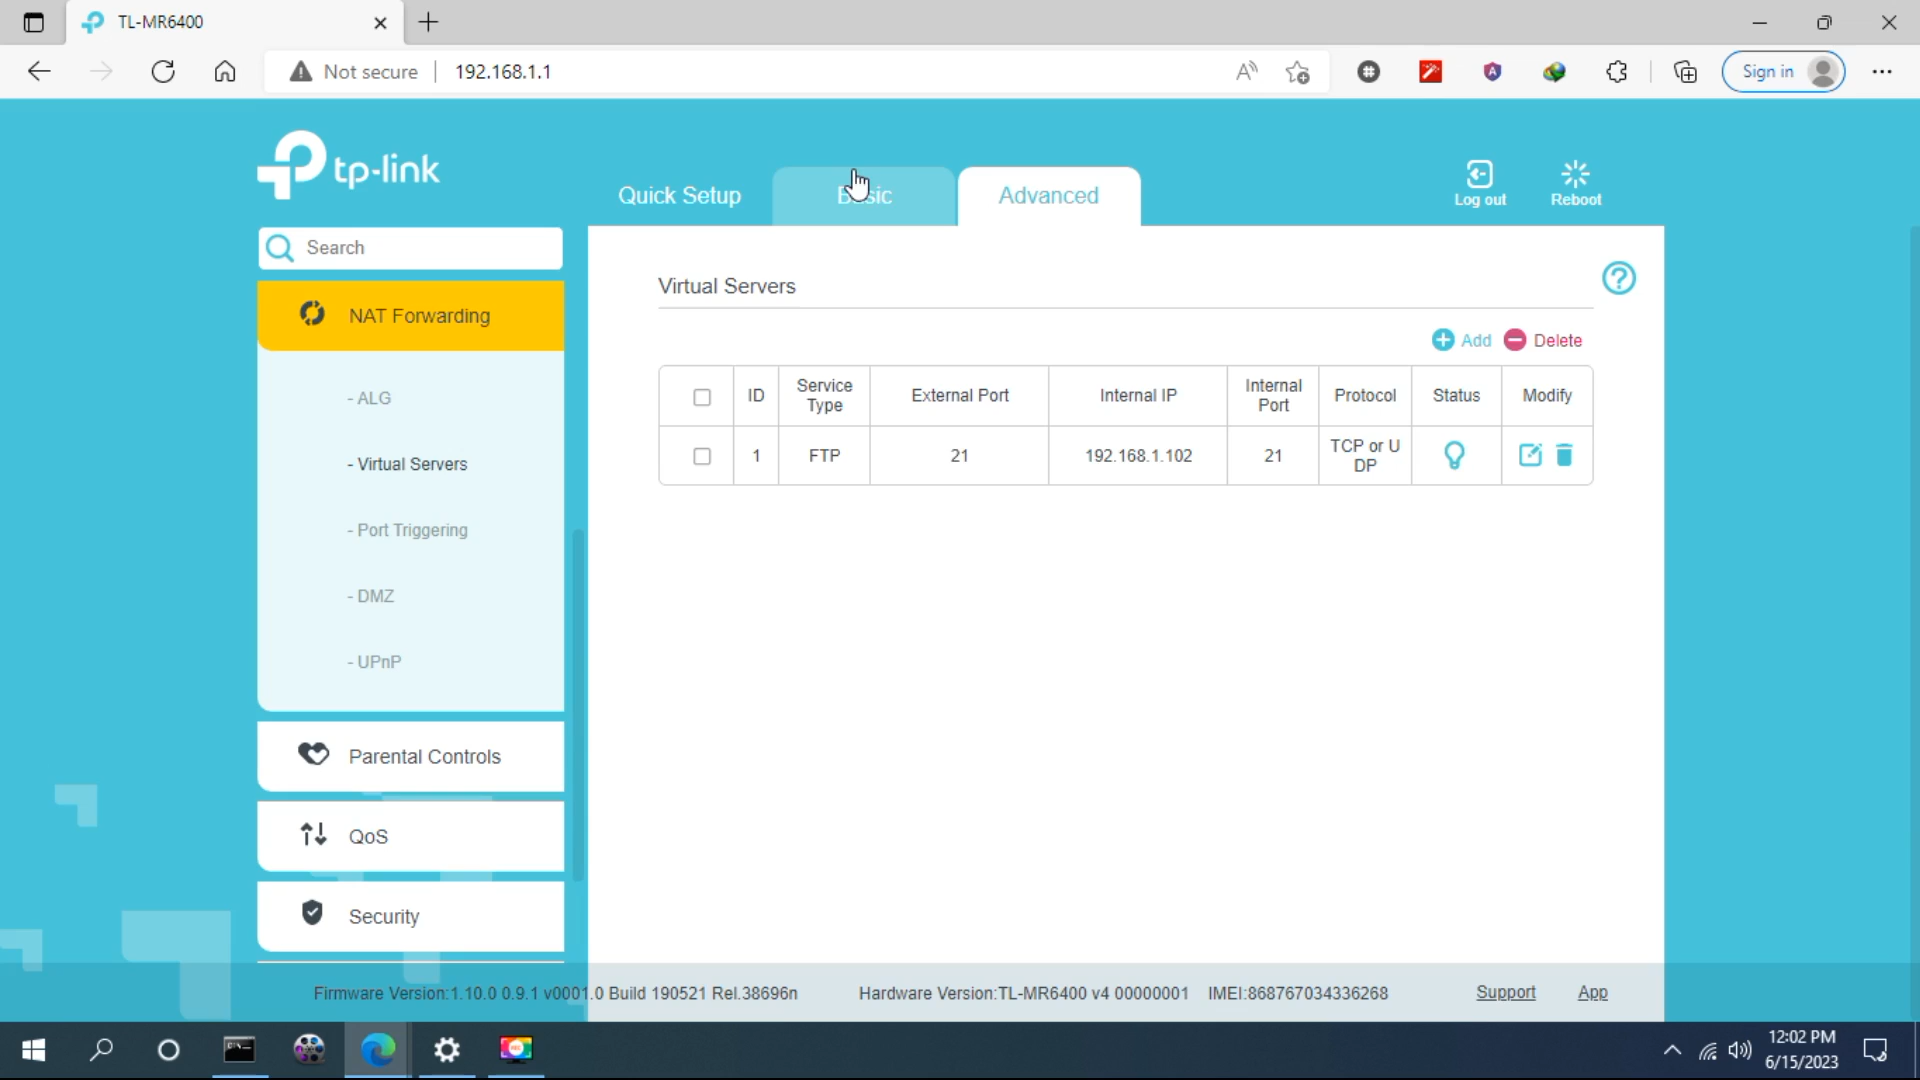 TL-MR6400
Not secure
192.168.1.1
Sign in
tp-link
Quick Setup
Basic
Advanced
Log out
Reboot
Search
NAT Forwarding
- ALG
- Virtual Servers
- Port Triggering
- DMZ
- UPnP
Parental Controls
QoS
Security
Virtual Servers
Add
Delete
ID
Service
Type
External Port
Internal IP
Internal
Port
Protocol
Status
Modify
1
FTP
21
192.168.1.102
21
TCP or U
DP
Firmware Version:1.10.0 0.9.1 v0001.0 Build 190521 Rel.38696n
Hardware Version:TL-MR6400 v4 00000001
IMEI:868767034336268
Support
App
12:02 PM
6/15/2023